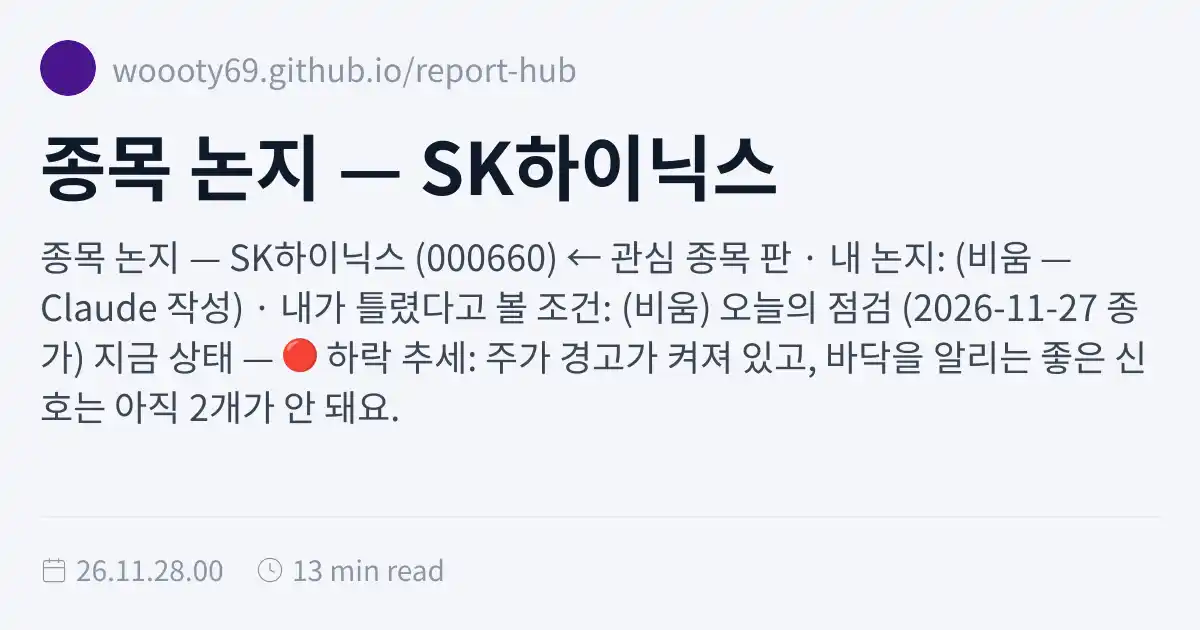 woooty69.github.io/report-hub
종목 논지 — SK하이닉스
종목 논지 — SK하이닉스 (000660) ← 관심 종목 판 · 내 논지: (비움 —
Claude 작성) · 내가 틀렸다고 볼 조건: (비움) 오늘의 점검 (2026-11-27 종
가) 지금 상태 — 🔴 하락 추세: 주가 경고가 켜져 있고, 바닥을 알리는 좋은 신
호는 아직 2개가 안 돼요.
26.11.28.00
13 min read